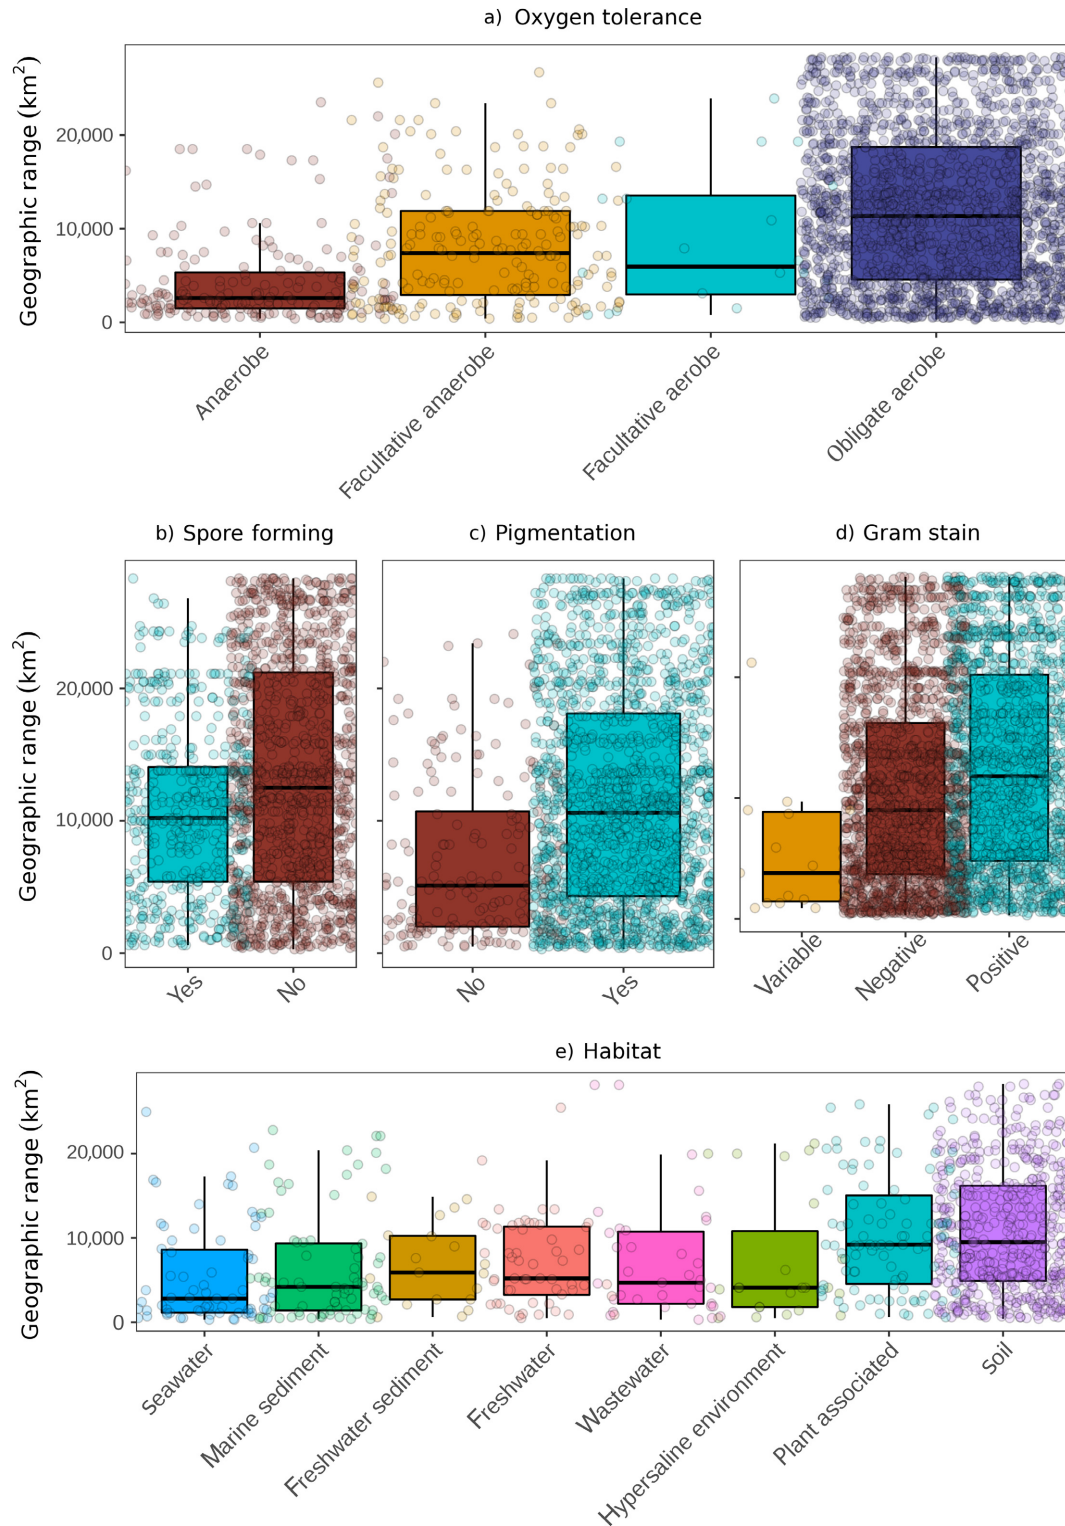 a) Oxygen tolerance
Geographic range (km²)
20,000
10,000
0
Anaerobe
Facultative anaerobe
Facultative aerobe
Obligate aerobe
b) Spore forming
c) Pigmentation
d) Gram stain
Geographic range (km²)
20,000
10,000
0
Yes
No
No
Yes
Variable
Negative
Positive
e) Habitat
Geographic range (km²)
20,000
10,000
0
Seawater
Marine sediment
Freshwater sediment
Freshwater
Wastewater
Hypersaline environment
Plant associated
Soil